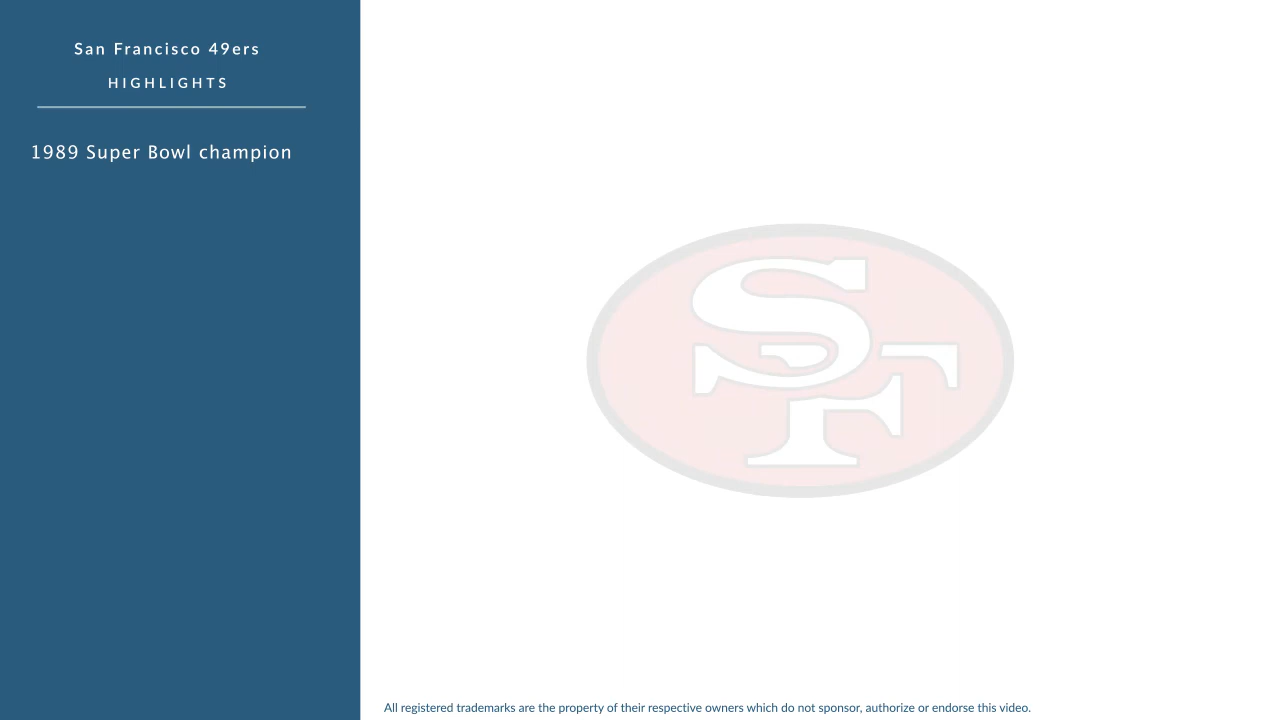 San Francisco 49ers
HIGHLIGHTS
1989 Super Bowl champion
SF
All registered trademarks are the property of their respective owners which do not sponsor, authorize or endorse this video.